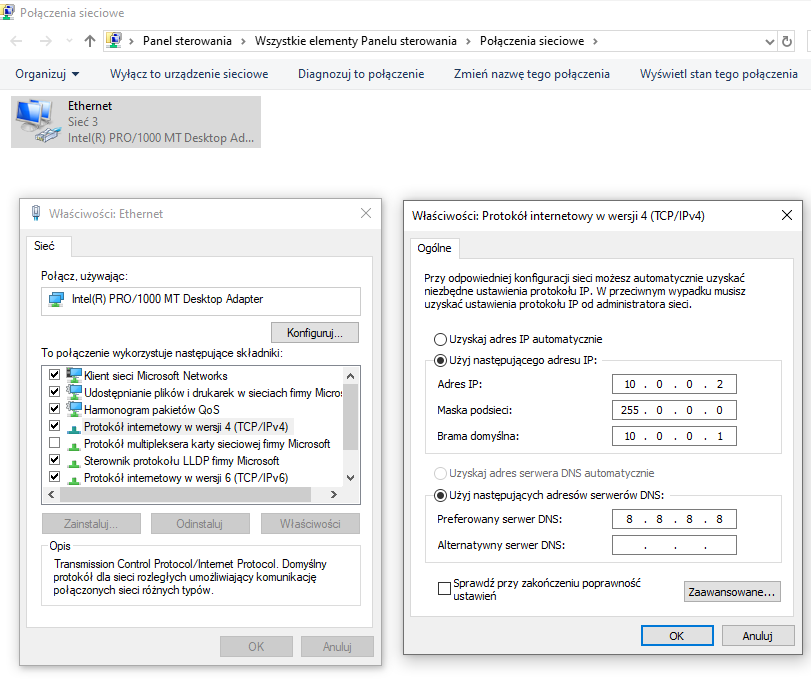 Połączenia sieciowe
Panel sterowania > Wszystkie elementy Panelu sterowania > Połączenia sieciowe >
Organizuj Wyłącz to urządzenie sieciowe Diagnozuj to połączenie Zmień nazwę tego połączenia Wyświetl stan tego połączenia
Ethernet
Sieć 3
Intel(R) PRO/1000 MT Desktop Ad...
Właściwości: Ethernet
Sieć
Połącz, używając:
Intel(R) PRO/1000 MT Desktop Adapter
Konfiguruj...
To połączenie wykorzystuje następujące składniki:
Klient sieci Microsoft Networks
Udostępnianie plików i drukarek w sieciach firmy Micros
Harmonogram pakietów QoS
Protokół internetowy w wersji 4 (TCP/IPv4)
Protokół multipleksera karty sieciowej firmy Microsoft
Sterownik protokołu LLDP firmy Microsoft
Protokół internetowy w wersji 6 (TCP/IPv6)
Zainstaluj... Odinstaluj Właściwości
Opis
Transmission Control Protocol/Internet Protocol. Domyślny
protokół dla sieci rozległych umożliwiający komunikację
połączonych sieci różnych typów.
OK Anuluj
Właściwości: Protokół internetowy w wersji 4 (TCP/IPv4)
Ogólne
Przy odpowiedniej konfiguracji sieci możesz automatycznie uzyskać
niezbędne ustawienia protokołu IP. W przeciwnym wypadku musisz
uzyskać ustawienia protokołu IP od administratora sieci.
Uzyskaj adres IP automatycznie
Użyj następującego adresu IP:
Adres IP: 10 . 0 . 0 . 2
Maska podsieci: 255 . 0 . 0 . 0
Brama domyślna: 10 . 0 . 0 . 1
Uzyskaj adres serwera DNS automatycznie
Użyj następujących adresów serwerów DNS:
Preferowany serwer DNS: 8 . 8 . 8 . 8
Alternatywny serwer DNS: . . .
Sprawdź przy zakończeniu poprawność
ustawień
Zaawansowane...
OK Anuluj